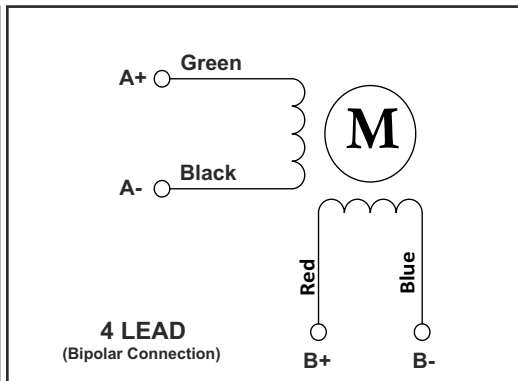 A+ Green
M
A- Black
Red
Blue
4 LEAD
(Bipolar Connection)
B+ B-